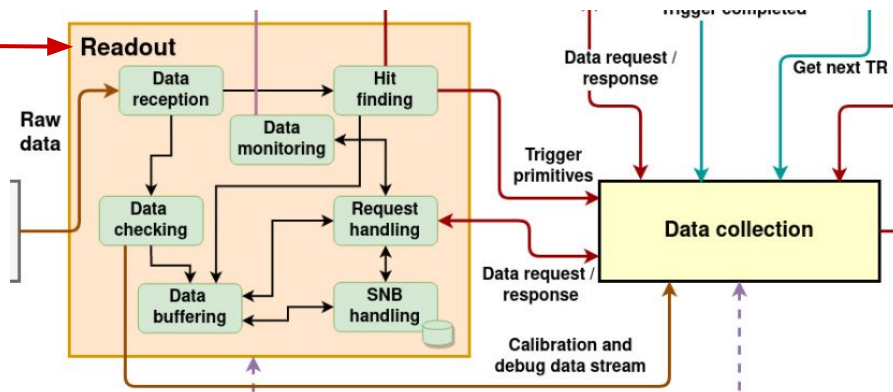 Trigger completed
Readout
Data
reception
Hit
finding
Data request /
response
Get next TR
Raw
data
Data
monitoring
Trigger
primitives
Data
checking
Request
handling
Data collection
Data request /
response
Data
buffering
SNB
handling
Calibration and
debug data stream